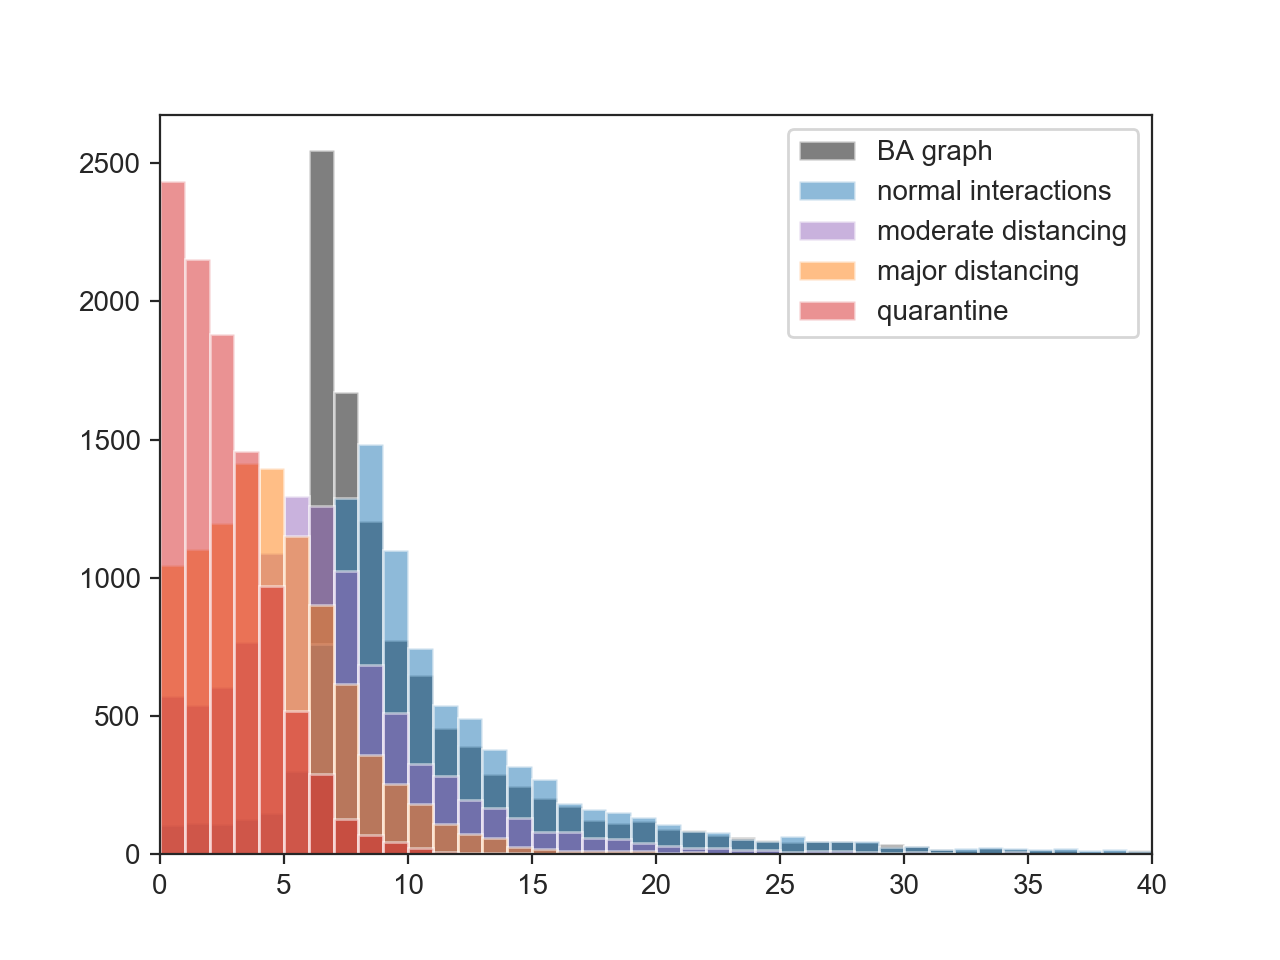 BA graph
normal interactions
moderate distancing
major distancing
quarantine
2500
2000
1500
1000
500
0
0 5 10 15 20 25 30 35 40